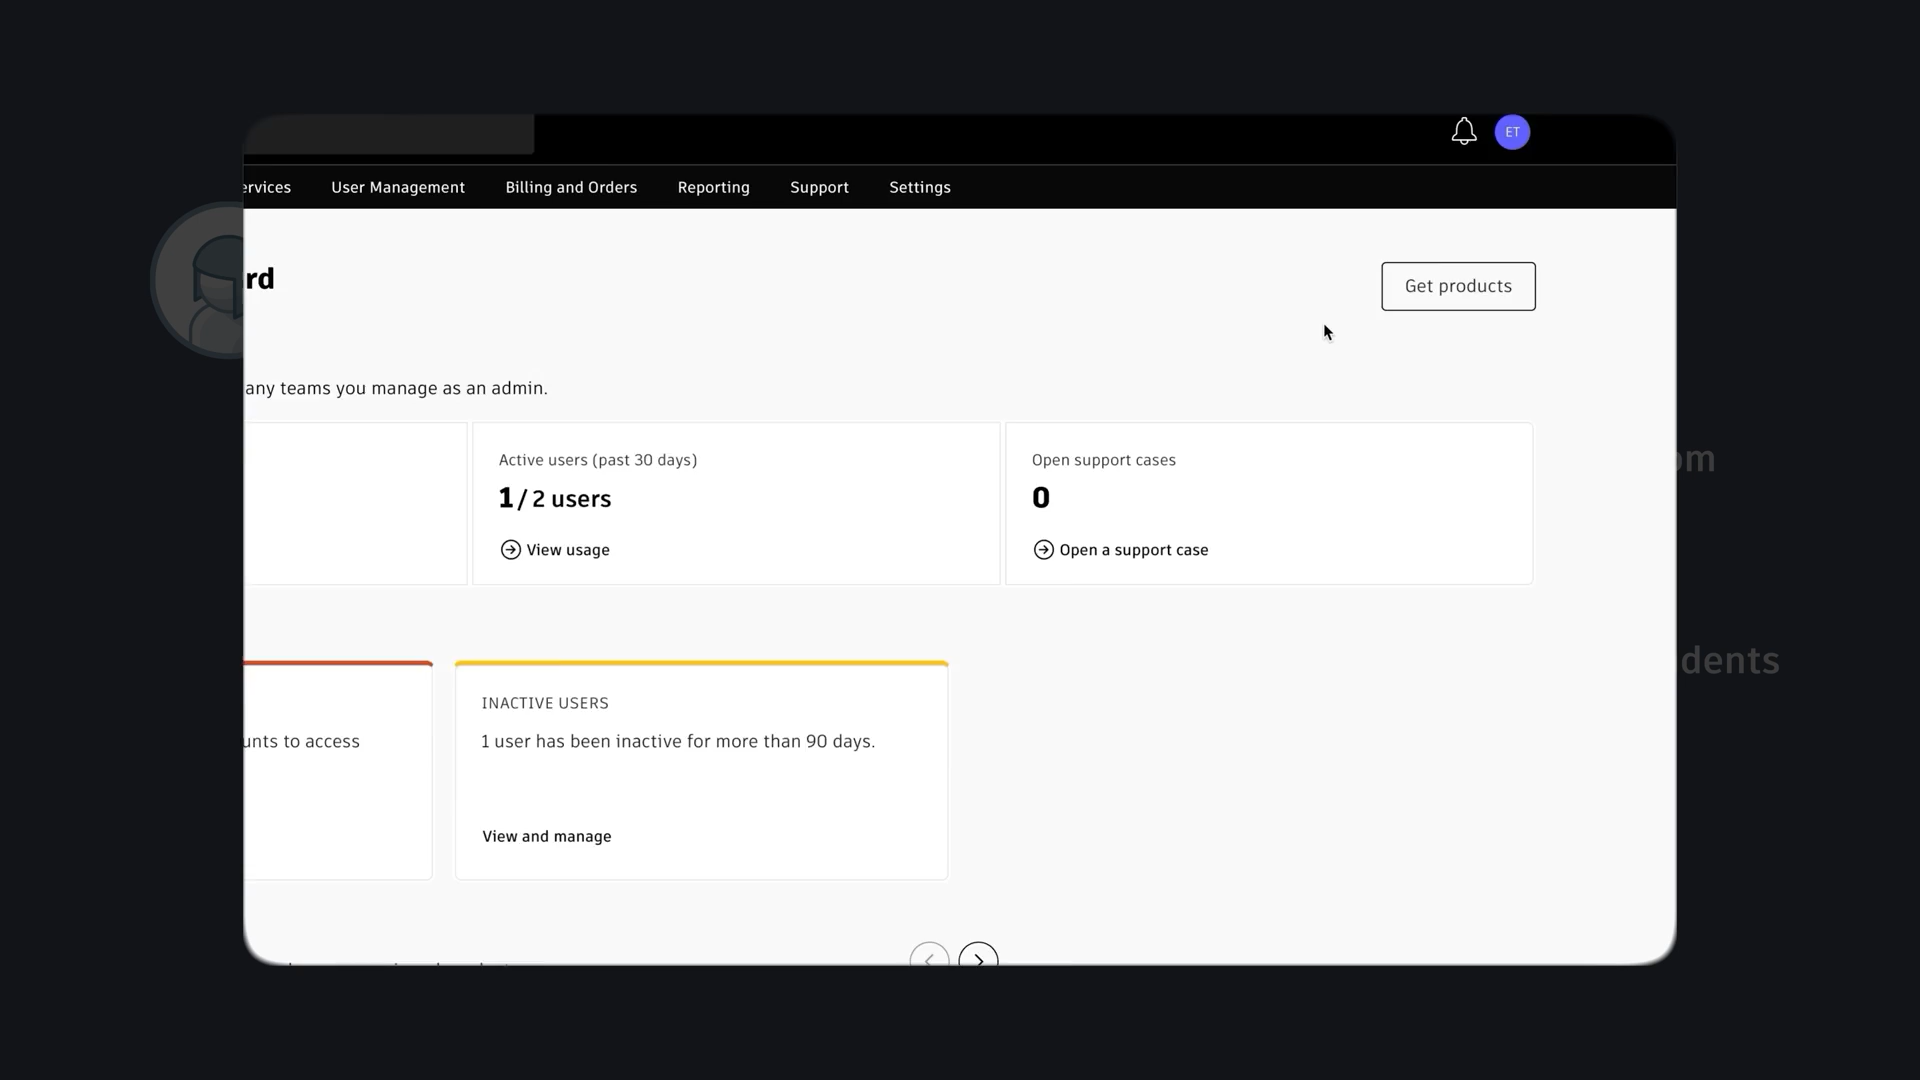 ET
ervices User Management Billing and Orders Reporting Support Settings
rd
Get products
any teams you manage as an admin.
om
Active users (past 30 days)
1 / 2 users
View usage
Open support cases
0
Open a support case
dents
unts to access
INACTIVE USERS
1 user has been inactive for more than 90 days.
View and manage